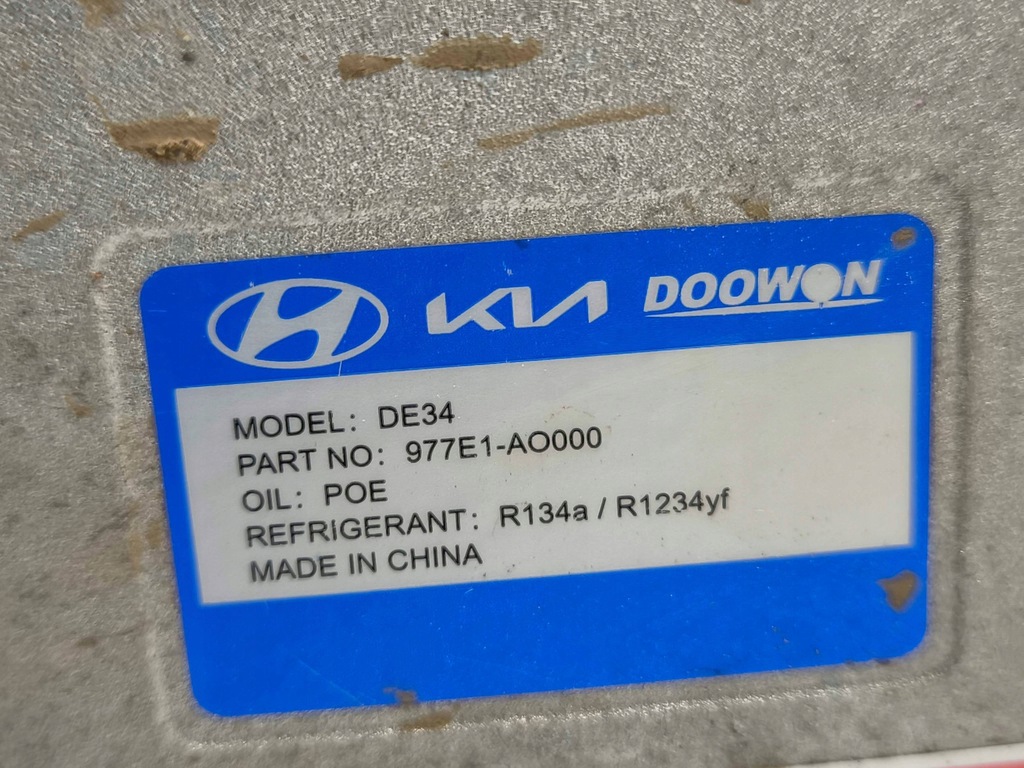 KIA DOOWON
MODEL: DE34
PART NO: 977E1-AO000
OIL: POE
REFRIGERANT: R134a / R1234yf
MADE IN CHINA